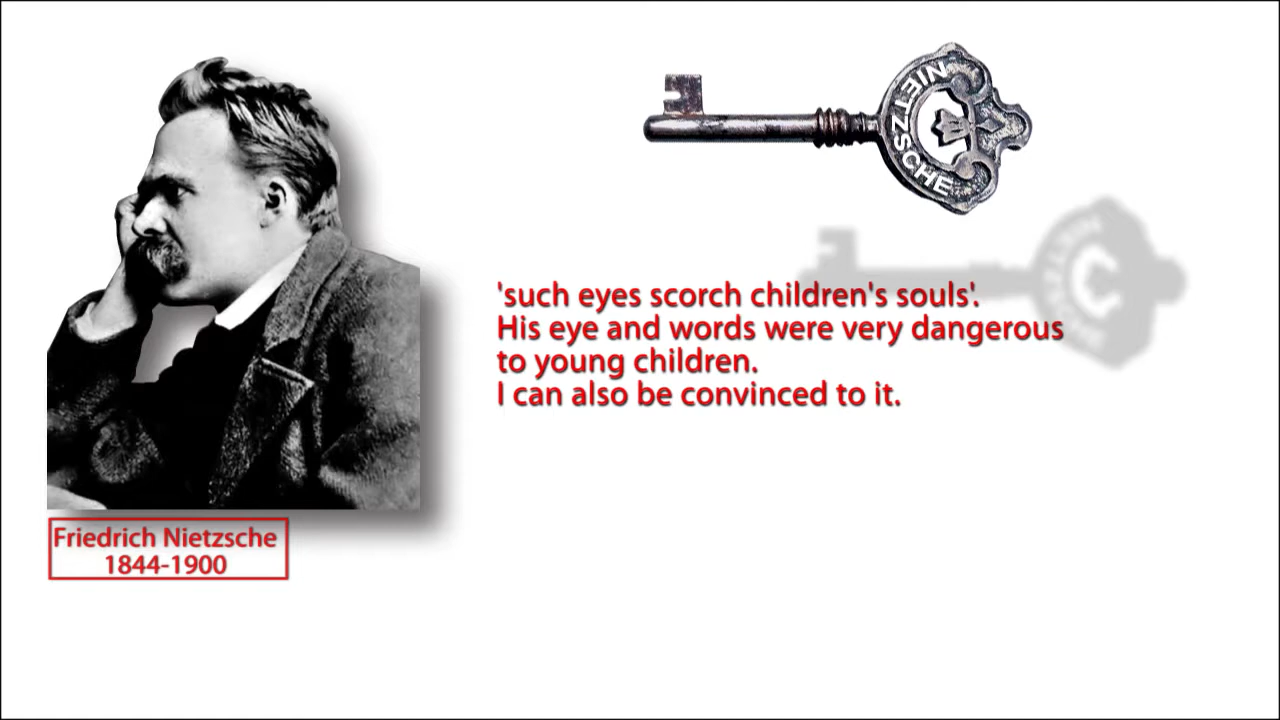 NIETZSCHE
'such eyes scorch children's souls'.
His eye and words were very dangerous
to young children.
I can also be convinced to it.
Friedrich Nietzsche
1844-1900